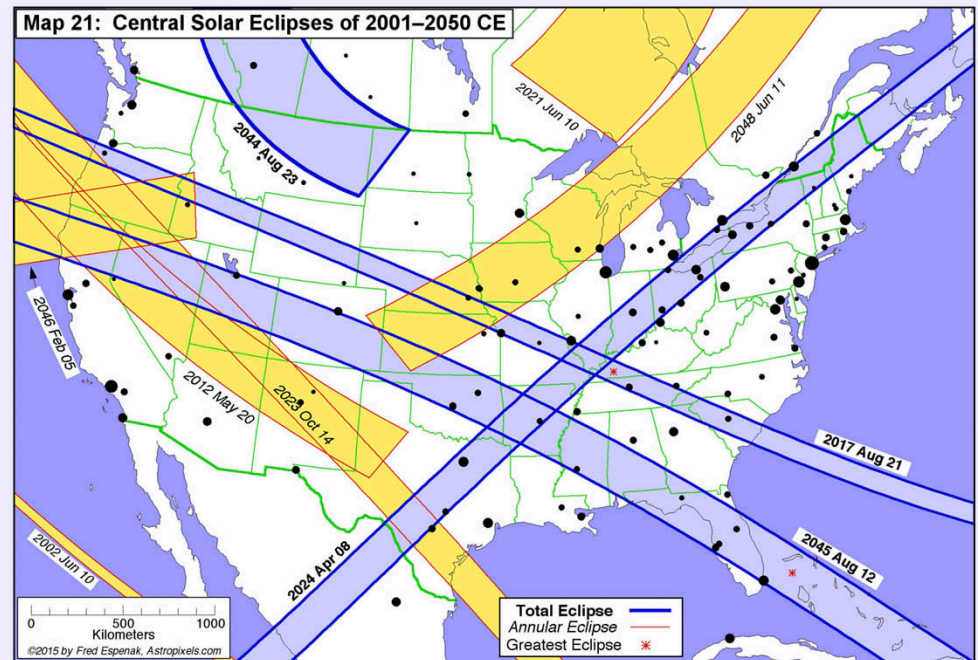 Map 21: Central Solar Eclipses of 2001–2050 CE
2021 Jun 10
2048 Jun 11
2044 Aug 23
2046 Feb 05
2012 May 20
2023 Oct 14
2017 Aug 21
2002 Jun 10
2024 Apr 08
2045 Aug 12
0 500 1000
Kilometers
©2015 by Fred Espenak, Astropixels.com
Total Eclipse
Annular Eclipse
Greatest Eclipse